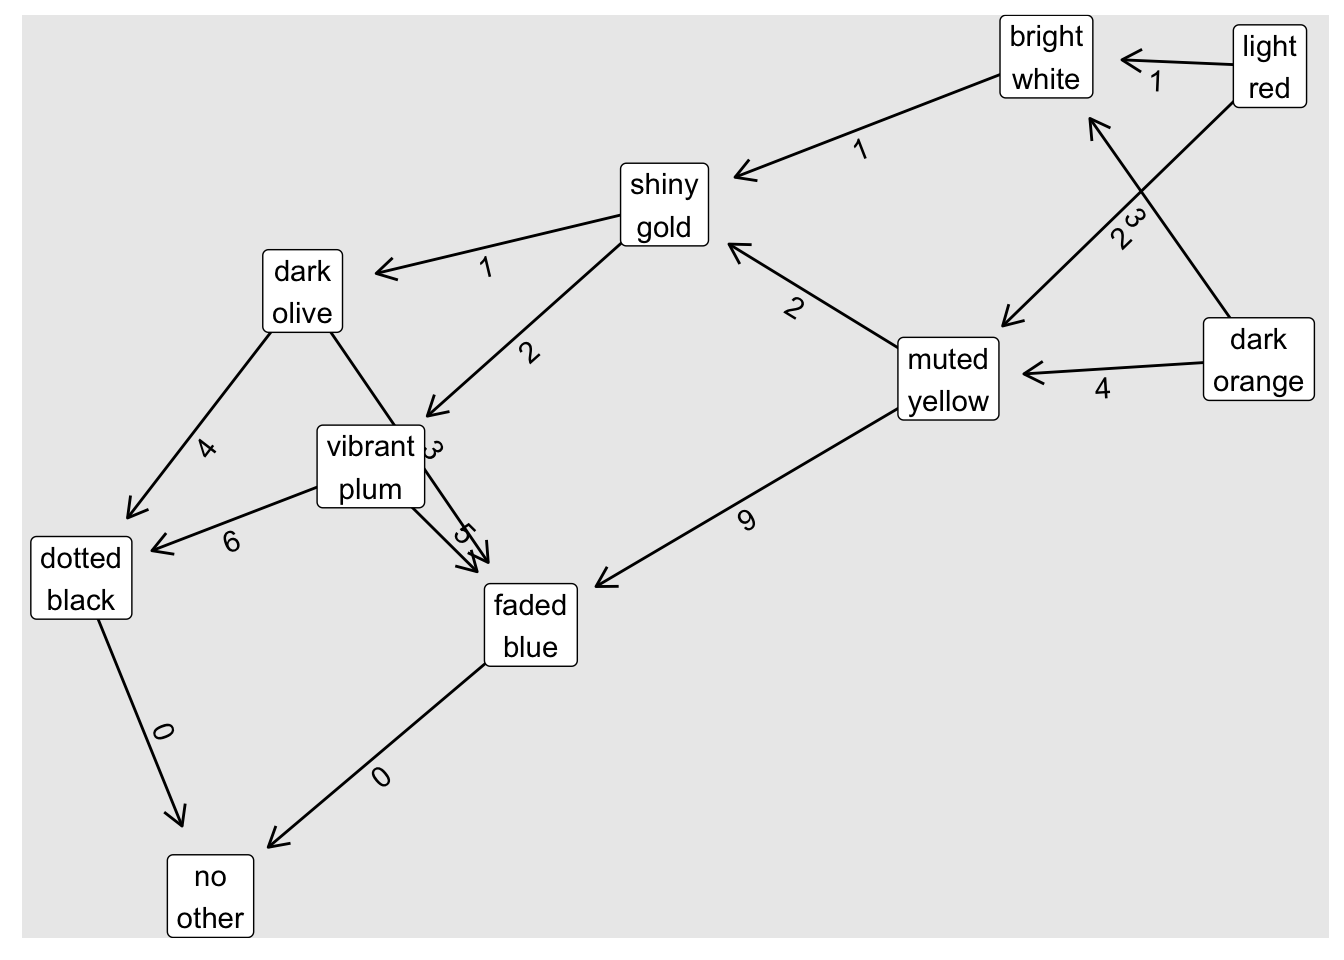 bright
white
light
red
1
1
shiny
gold
3
2
dark
olive
1
2
2
muted
yellow
dark
orange
4
4
vibrant
plum
3
6
5
9
dotted
black
faded
blue
0
0
no
other